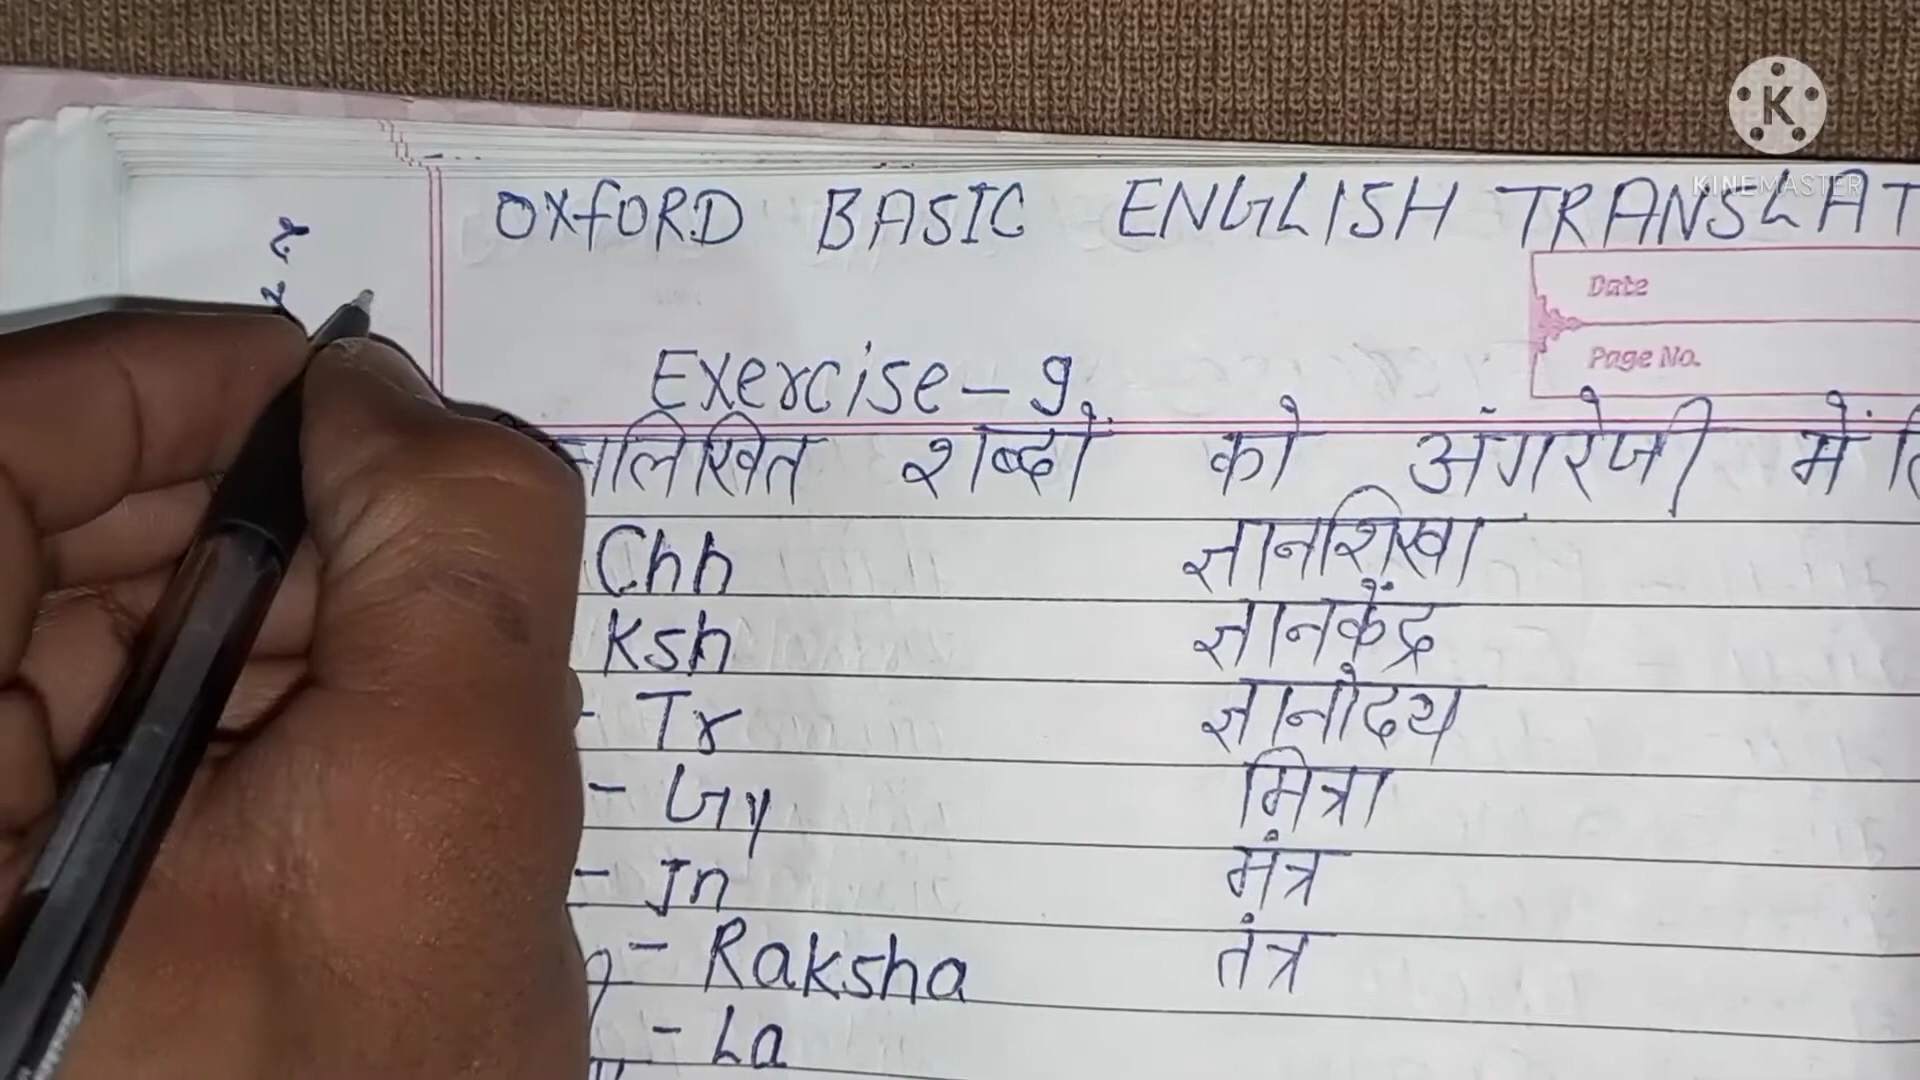 K
KINEMASTER
OXfORD BASIC ENGLISH TRANSLAT
Date
Page No.
Exercise - 9
शब्दों को अंगरेजी में
Chh ज्ञानशिखा
Ksh ज्ञानकेंद्र
- Tr ज्ञानोदय
- Gy मित्रा
- Jn मंत्र
- Raksha तंत्र
- La